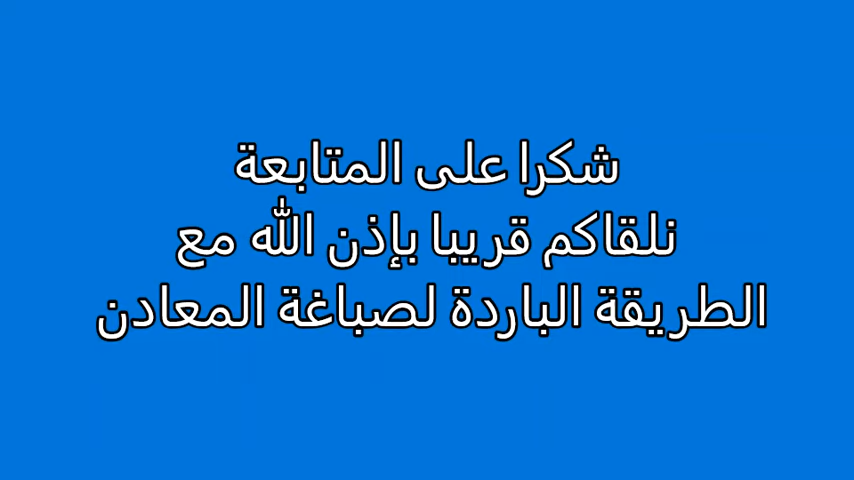 شكرا على المتابعة
نلقاكم قريبا بإذن الله مع
الطريقة الباردة لصباغة المعادن